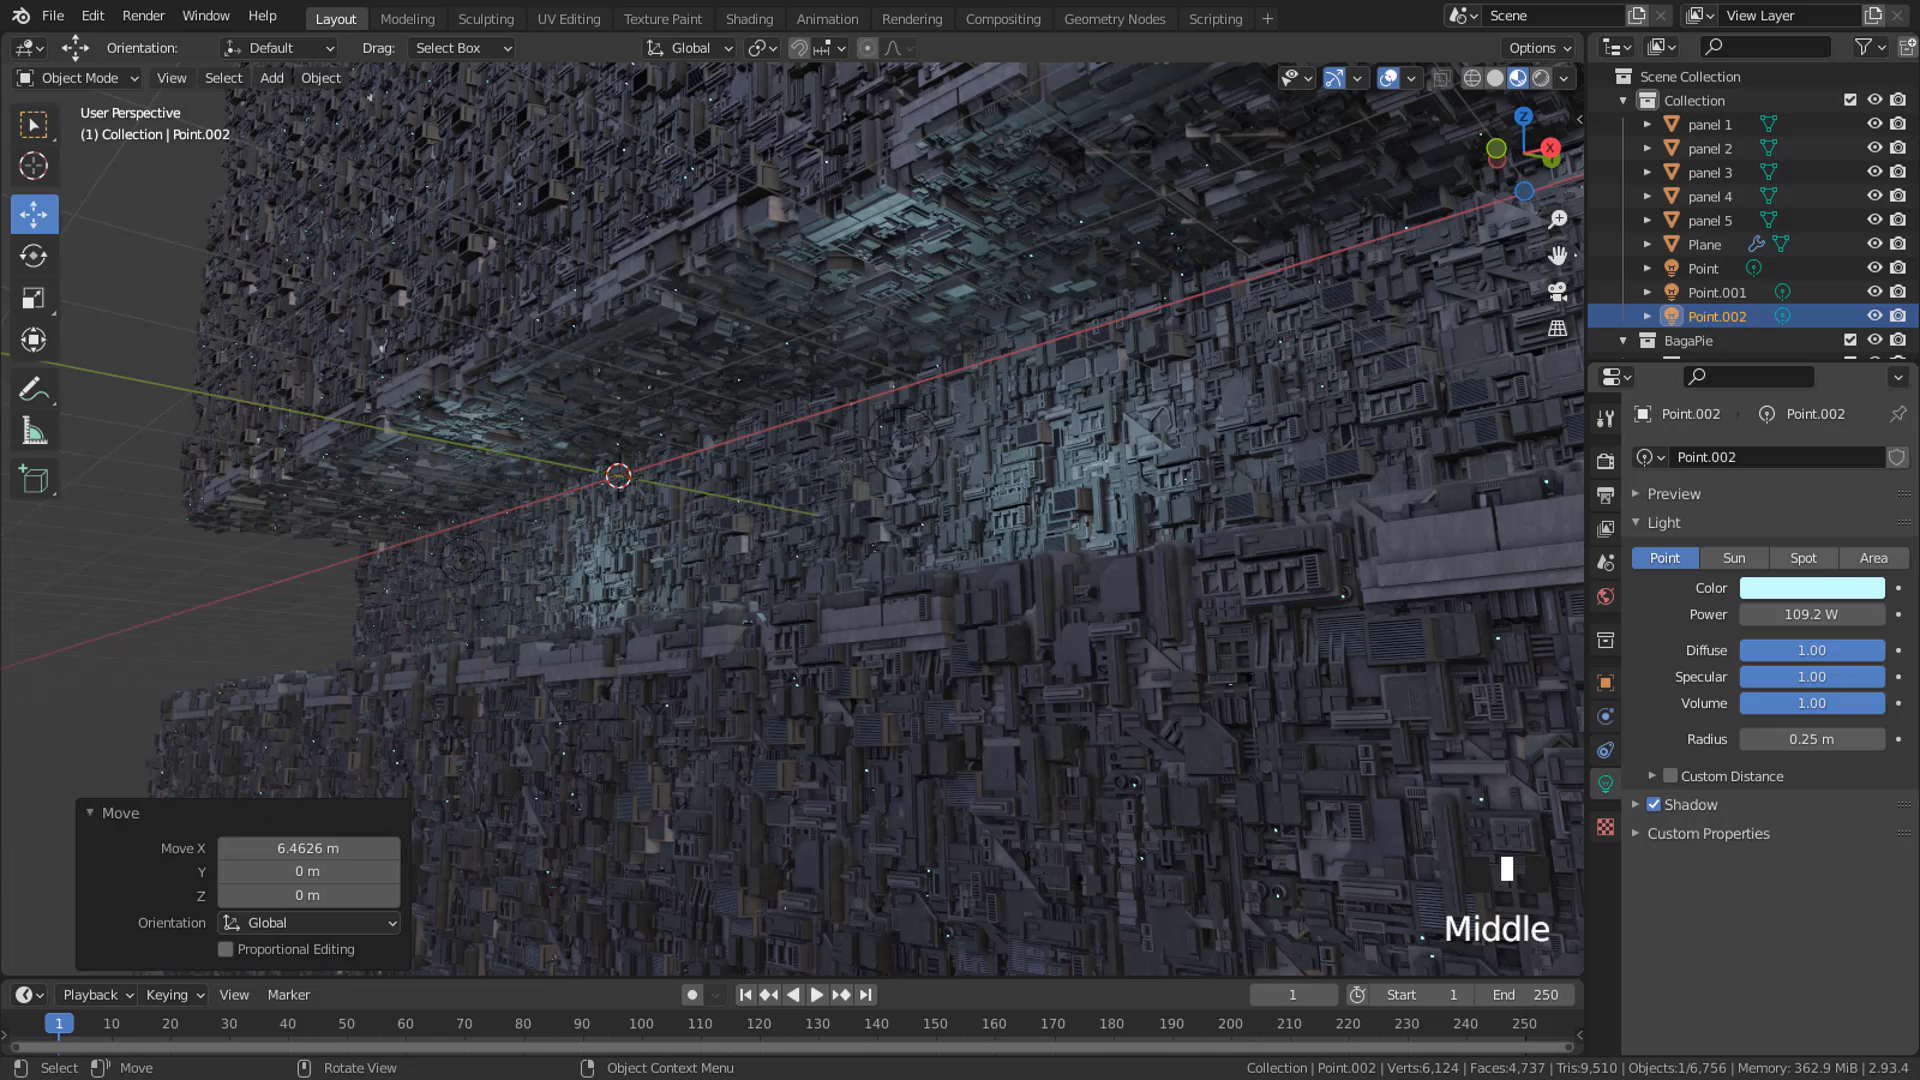 File Edit Render Window Help Layout Modeling Sculpting UV Editing Texture Paint Shading Animation Rendering Compositing Geometry Nodes Scripting + Scene View Layer
Orientation: Default Drag: Select Box Global Options
Object Mode View Select Add Object
User Perspective
(1) Collection | Point.002
Z
X
Scene Collection
Collection
panel 1
panel 2
panel 3
panel 4
panel 5
Plane
Point
Point.001
Point.002
BagaPie
Point.002 Point.002
Point.002
Preview
Light
Point Sun Spot Area
Color
Power 109.2 W
Diffuse 1.00
Specular 1.00
Volume 1.00
Radius 0.25 m
Custom Distance
Shadow
Custom Properties
Move
Move X 6.4626 m
Y 0 m
Z 0 m
Orientation Global
Proportional Editing
Middle
Playback Keying View Marker 1 Start 1 End 250
1 10 20 30 40 50 60 70 80 90 100 110 120 130 140 150 160 170 180 190 200 210 220 230 240 250
Select Move Rotate View Object Context Menu Collection | Point.002 | Verts:6,124 | Faces:4,737 | Tris:9,510 | Objects:1/6,756 | Memory: 362.9 MiB | 2.93.4